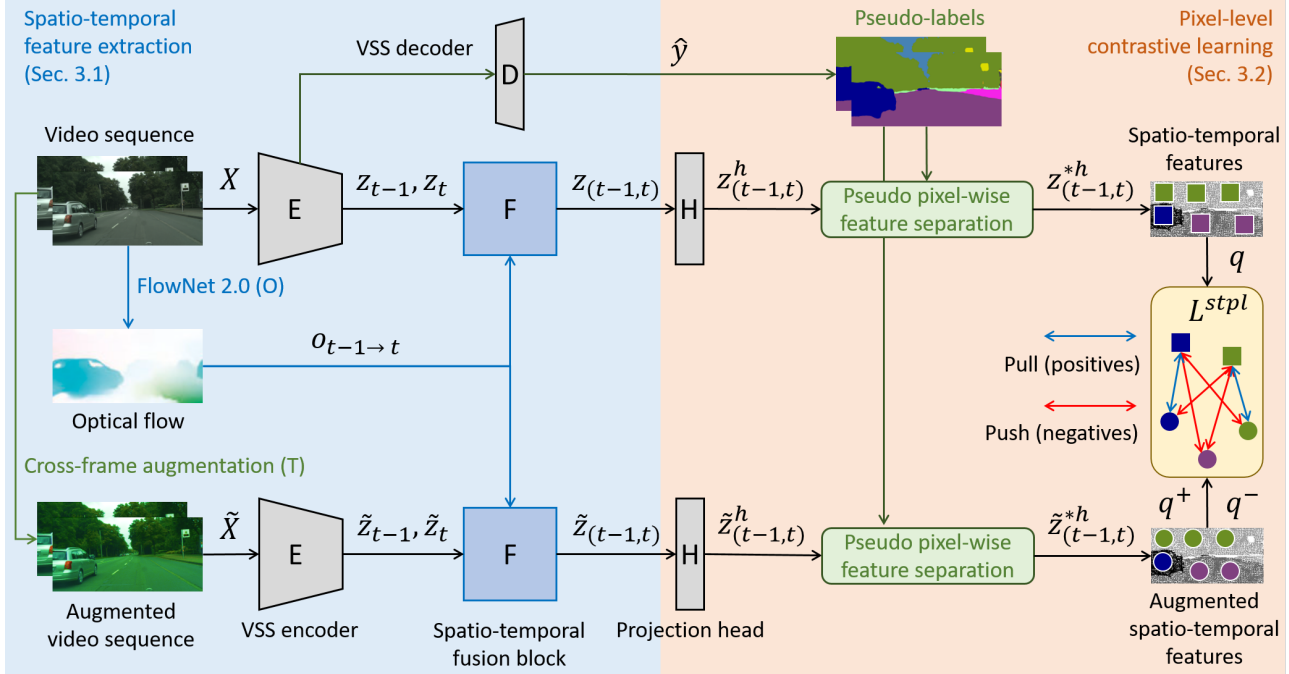 Spatio-temporal
feature extraction
(Sec. 3.1)
VSS decoder
D
ŷ
Pseudo-labels
Pixel-level
contrastive learning
(Sec. 3.2)
Video sequence
X
E
z_{t−1}, z_t
F
z_{(t−1,t)}
H
z^h_{(t−1,t)}
Pseudo pixel-wise
feature separation
z^{*h}_{(t−1,t)}
Spatio-temporal
features
q
FlowNet 2.0 (O)
o_{t−1→t}
Optical flow
L^{stpl}
Pull (positives)
Push (negatives)
Cross-frame augmentation (T)
X̃
E
z̃_{t−1}, z̃_t
F
z̃_{(t−1,t)}
H
z̃^h_{(t−1,t)}
Pseudo pixel-wise
feature separation
z̃^{*h}_{(t−1,t)}
q^+ q^−
Augmented
video sequence
VSS encoder
Spatio-temporal
fusion block
Projection head
Augmented
spatio-temporal
features